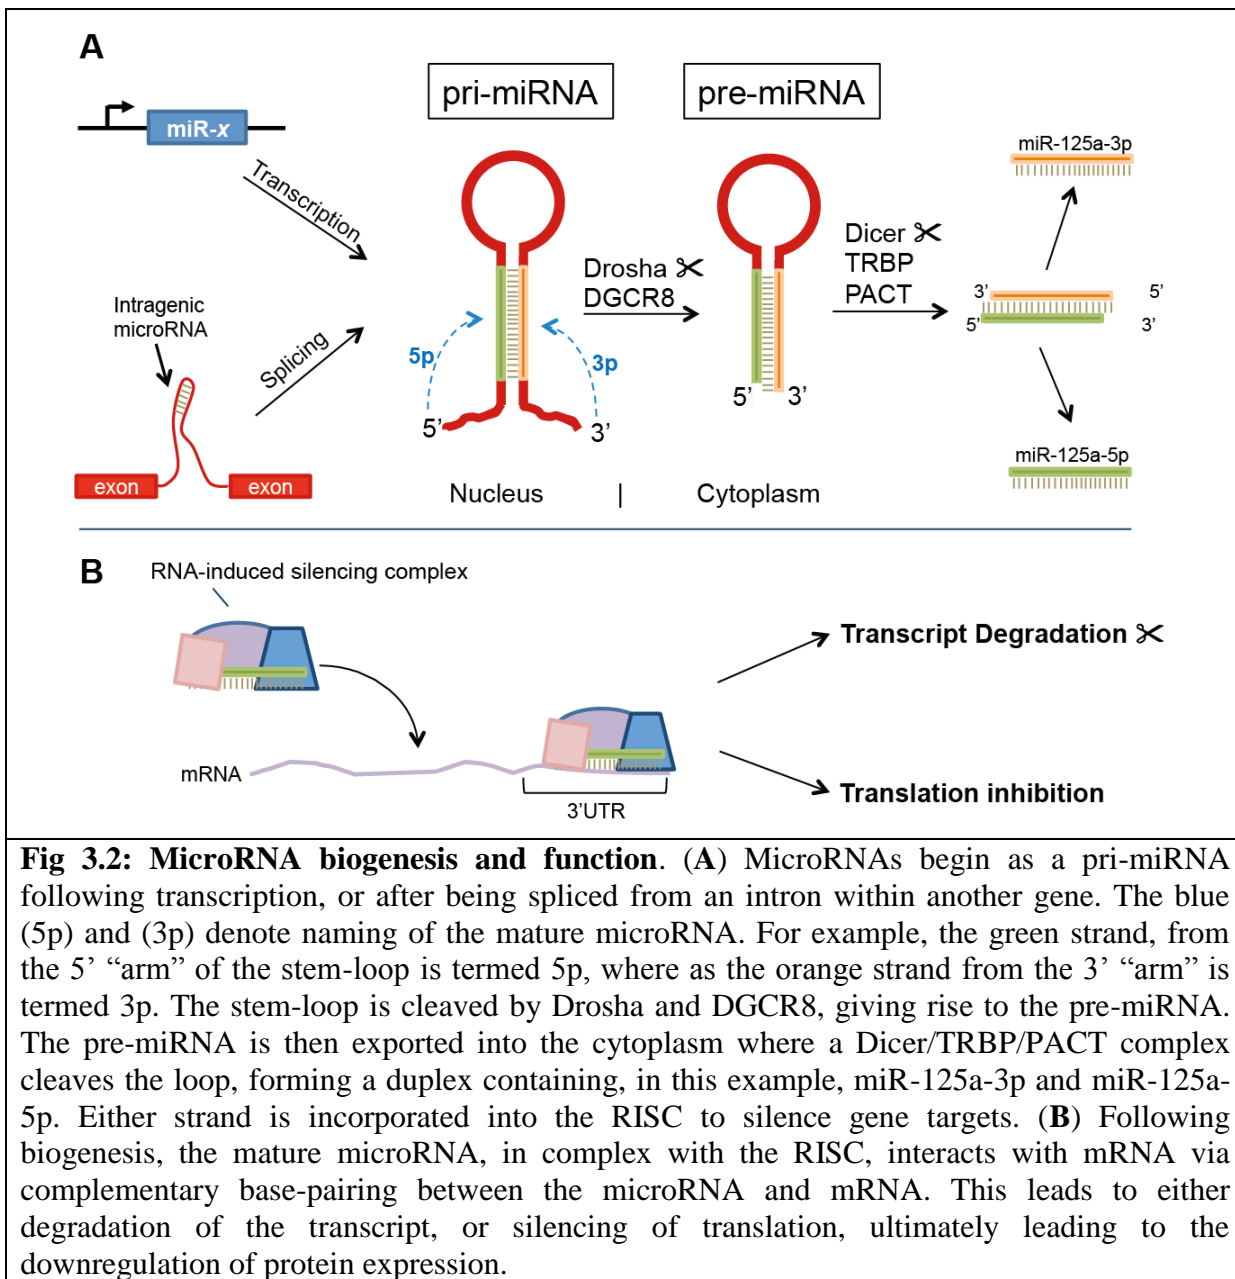 A
pri-miRNA
pre-miRNA
miR-x
miR-125a-3p
Transcription
Dicer
TRBP
PACT
Drosha
DGCR8
Intragenic
microRNA
3’ 5’
5’ 3’
Splicing
5p
3p
5’ 3’
5’ 3’
miR-125a-5p
exon exon
Nucleus | Cytoplasm
B
RNA-induced silencing complex
Transcript Degradation
mRNA
3’UTR
Translation inhibition
Fig 3.2: MicroRNA biogenesis and function. (A) MicroRNAs begin as a pri-miRNA
following transcription, or after being spliced from an intron within another gene. The blue
(5p) and (3p) denote naming of the mature microRNA. For example, the green strand, from
the 5’ “arm” of the stem-loop is termed 5p, where as the orange strand from the 3’ “arm” is
termed 3p. The stem-loop is cleaved by Drosha and DGCR8, giving rise to the pre-miRNA.
The pre-miRNA is then exported into the cytoplasm where a Dicer/TRBP/PACT complex
cleaves the loop, forming a duplex containing, in this example, miR-125a-3p and miR-125a-
5p. Either strand is incorporated into the RISC to silence gene targets. (B) Following
biogenesis, the mature microRNA, in complex with the RISC, interacts with mRNA via
complementary base-pairing between the microRNA and mRNA. This leads to either
degradation of the transcript, or silencing of translation, ultimately leading to the
downregulation of protein expression.